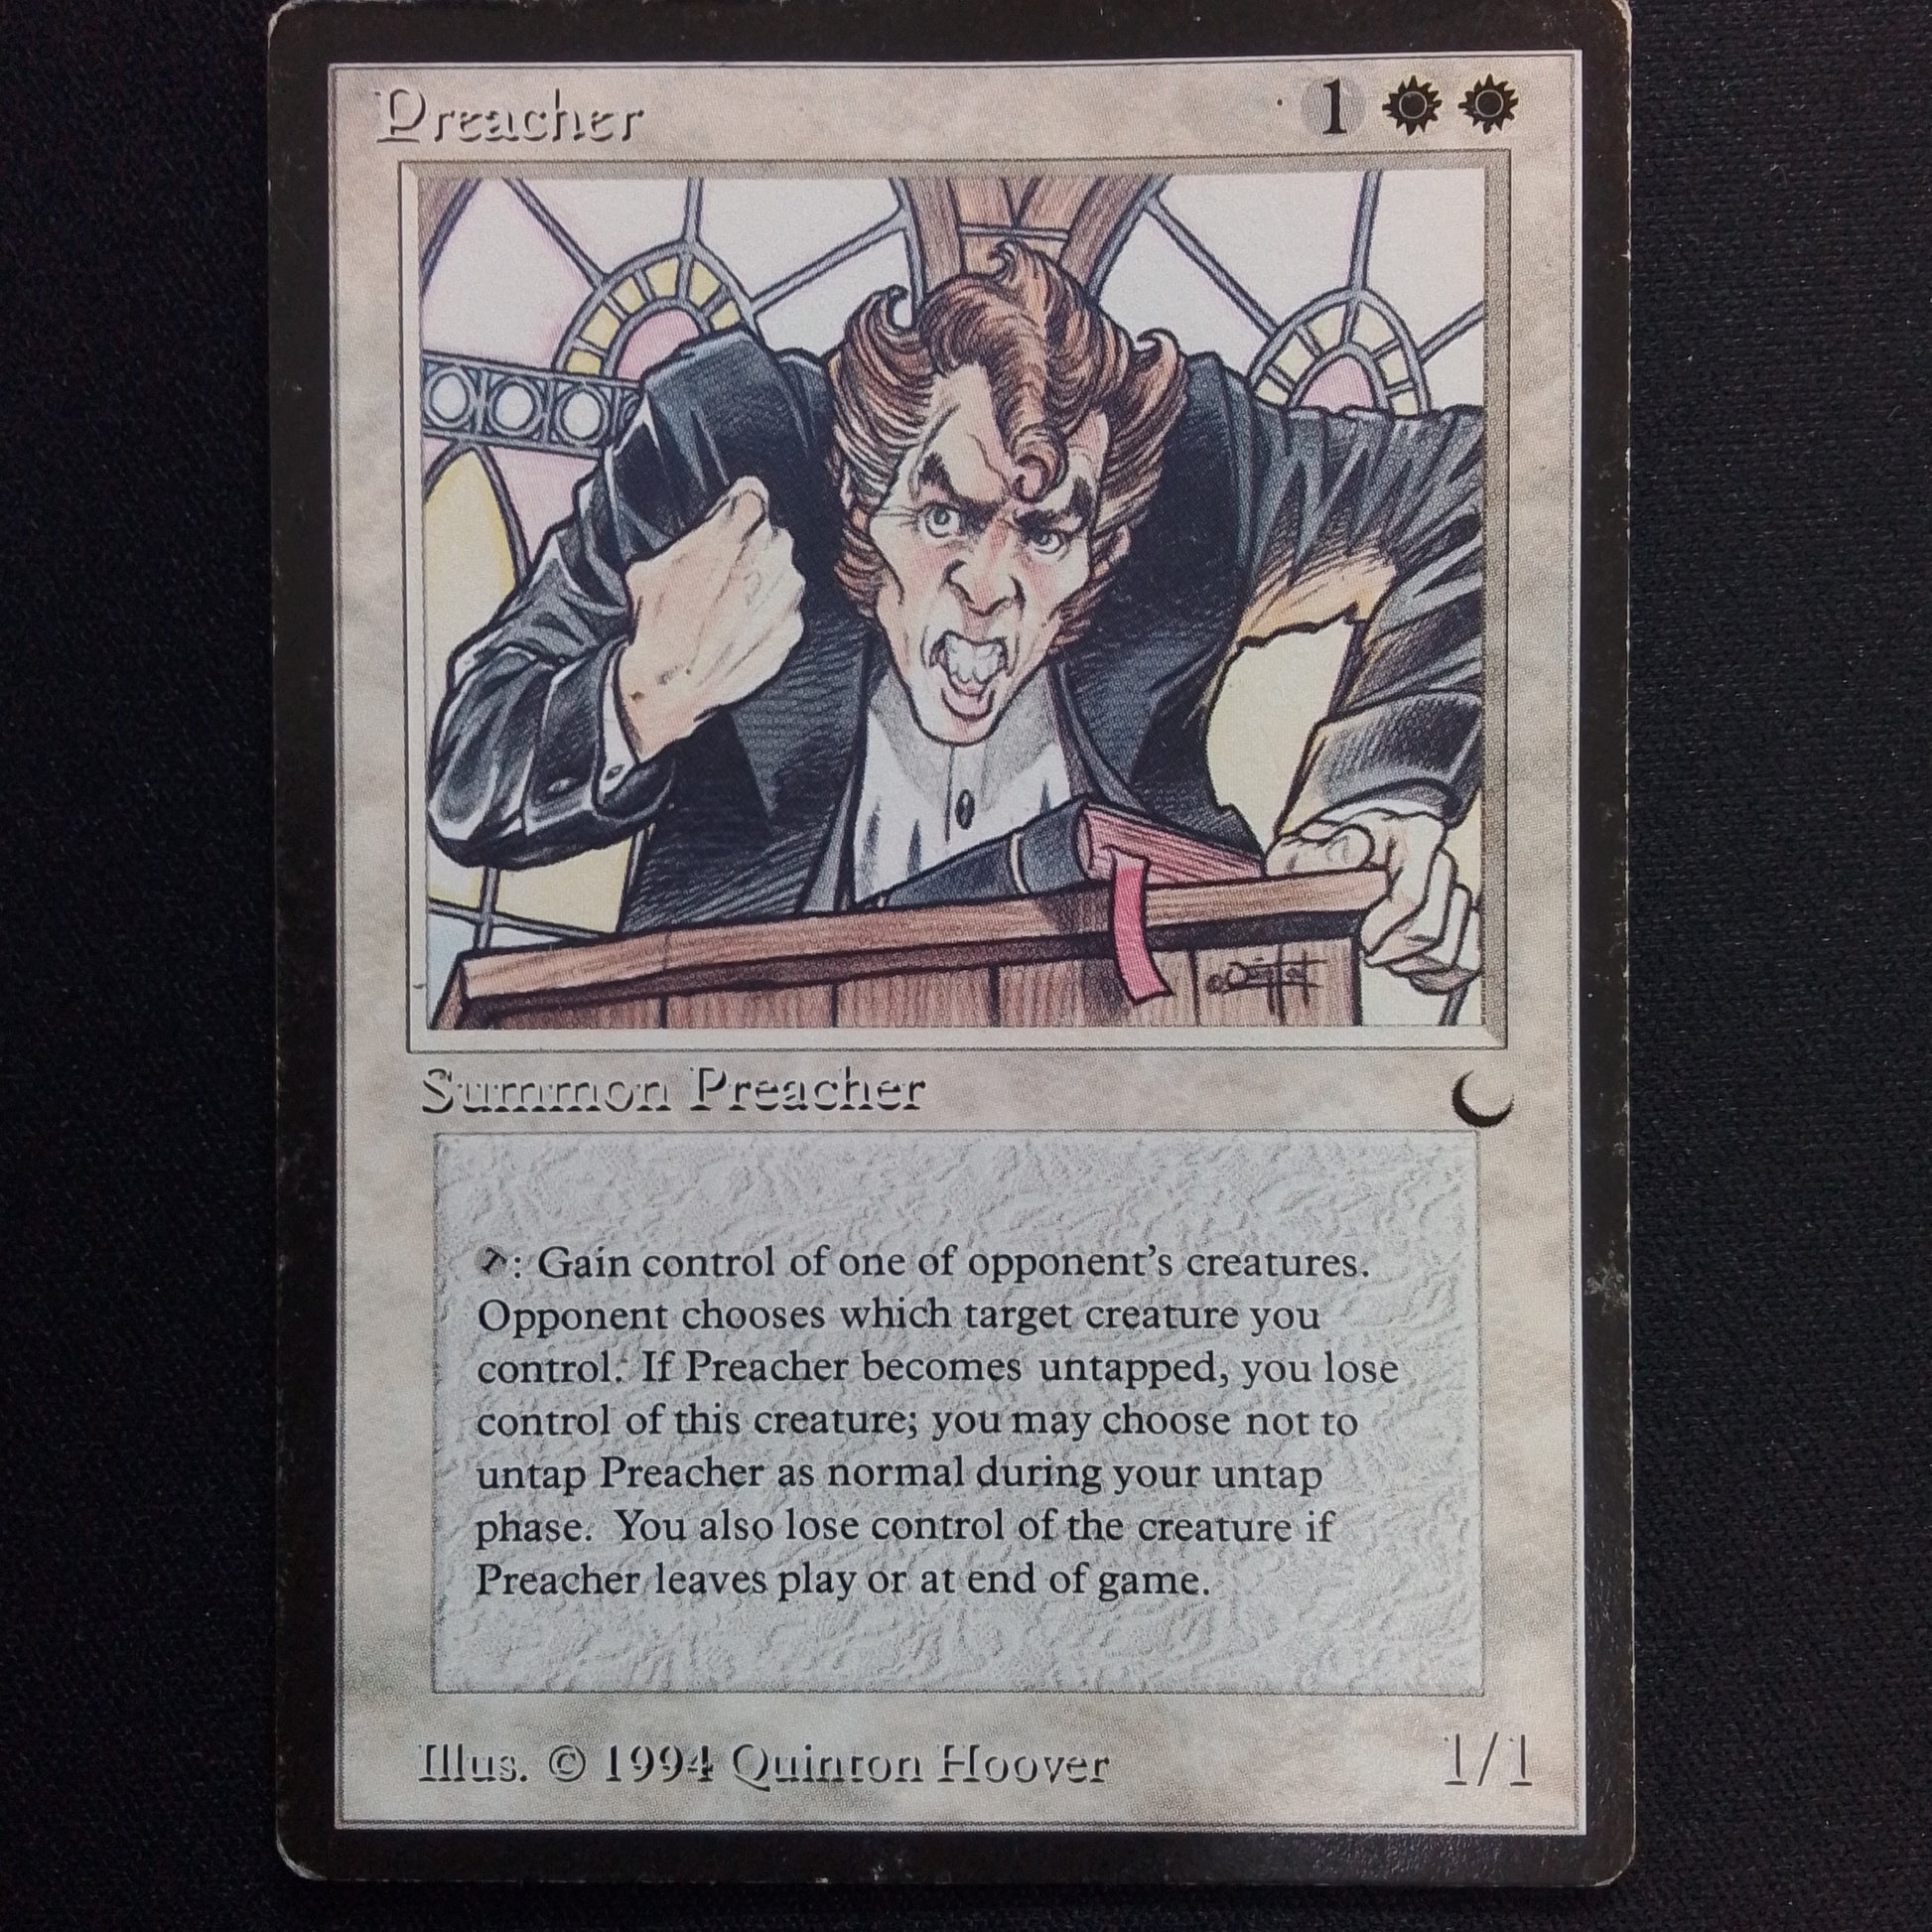 Preacher 1
Summon Preacher
T: Gain control of one of opponent's creatures.
Opponent chooses which target creature you
control. If Preacher becomes untapped, you lose
control of this creature; you may choose not to
untap Preacher as normal during your untap
phase. You also lose control of the creature if
Preacher leaves play or at end of game.
Illus. © 1994 Quinton Hoover 1/1